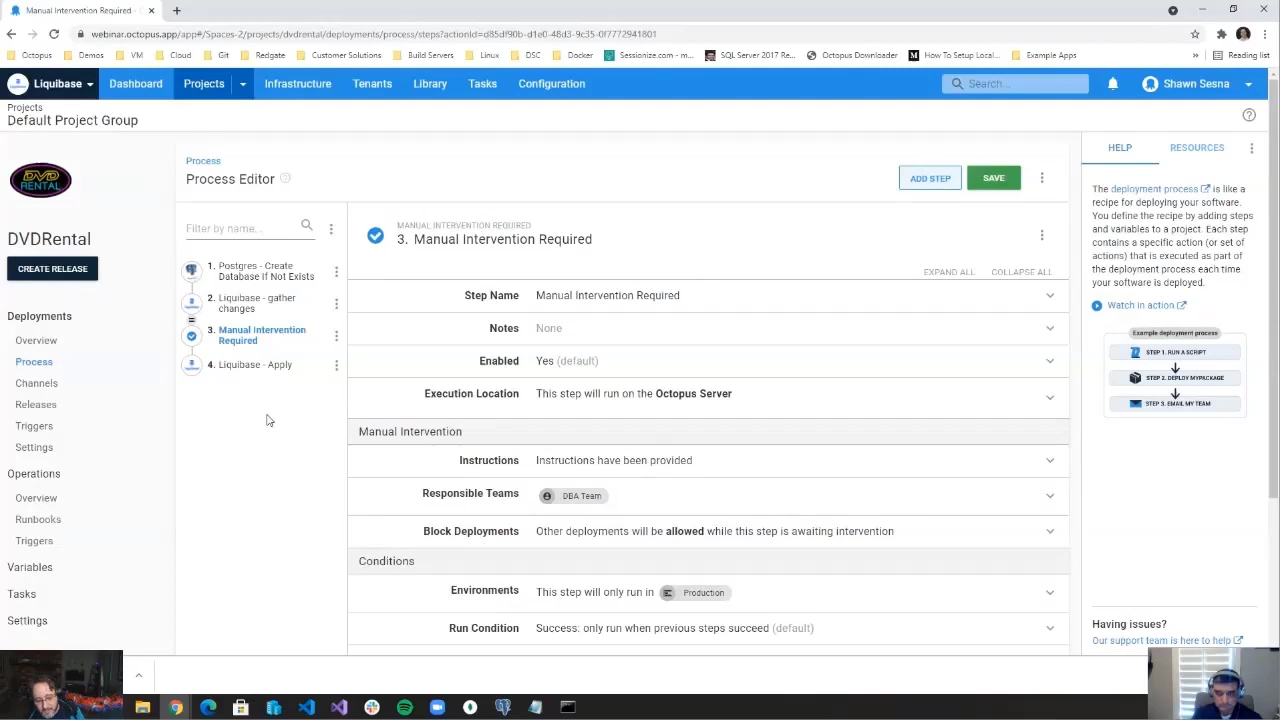 Manual Intervention Required - D
webinar.octopus.app/app#/Spaces-2/projects/dvdrental/deployments/process/steps?actionId=d85df90b-d1e0-48d3-9c35-0f7772941801
Octopus
Demos
VM
Cloud
Git
Redgate
Customer Solutions
Build Servers
Linux
DSC
Docker
Sessionize.com - m...
SQL Server 2017 Rea...
Octopus Downloader
How To Setup Local...
Example Apps
»
Reading list
Liquibase
Dashboard
Projects
Infrastructure
Tenants
Library
Tasks
Configuration
Search...
Shawn Sesna
Projects
Default Project Group
DVD
RENTAL
DVDRental
CREATE RELEASE
Deployments
Overview
Process
Channels
Releases
Triggers
Settings
Operations
Overview
Runbooks
Triggers
Variables
Tasks
Settings
Process
Process Editor
ADD STEP
SAVE
Filter by name...
1. Postgres - Create
Database If Not Exists
2. Liquibase - gather
changes
3. Manual Intervention
Required
4. Liquibase - Apply
MANUAL INTERVENTION REQUIRED
3. Manual Intervention Required
EXPAND ALL
COLLAPSE ALL
Step Name Manual Intervention Required
Notes None
Enabled Yes (default)
Execution Location This step will run on the Octopus Server
Manual Intervention
Instructions Instructions have been provided
Responsible Teams DBA Team
Block Deployments Other deployments will be allowed while this step is awaiting intervention
Conditions
Environments This step will only run in Production
Run Condition Success: only run when previous steps succeed (default)
HELP
RESOURCES
The deployment process is like a
recipe for deploying your software.
You define the recipe by adding steps
and variables to a project. Each step
contains a specific action (or set of
actions) that is executed as part of
the deployment process each time
your software is deployed.
Watch in action
Example deployment process
STEP 1. RUN A SCRIPT
STEP 2. DEPLOY MYPACKAGE
STEP 3. EMAIL MY TEAM
Having issues?
Our support team is here to help